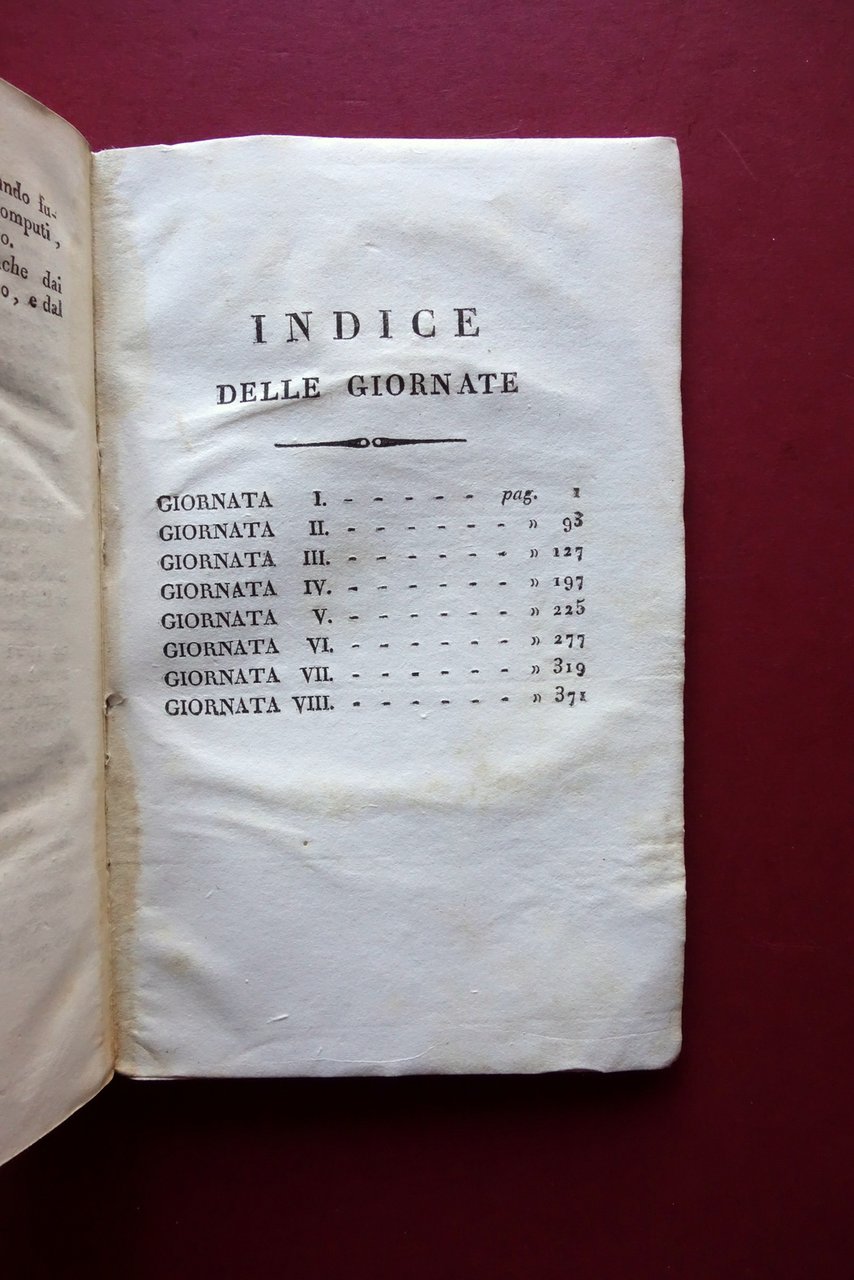 ando fu-
omputi,
o.
che dai
o, e dal
INDICE
DELLE GIORNATE
GIORNATA I. - - - - - pag. 1
GIORNATA II. - - - - - - » 93
GIORNATA III. - - - - - - » 127
GIORNATA IV. - - - - - - » 197
GIORNATA V. - - - - - - » 225
GIORNATA VI. - - - - - - » 277
GIORNATA VII. - - - - - - » 319
GIORNATA VIII. - - - - - - » 371